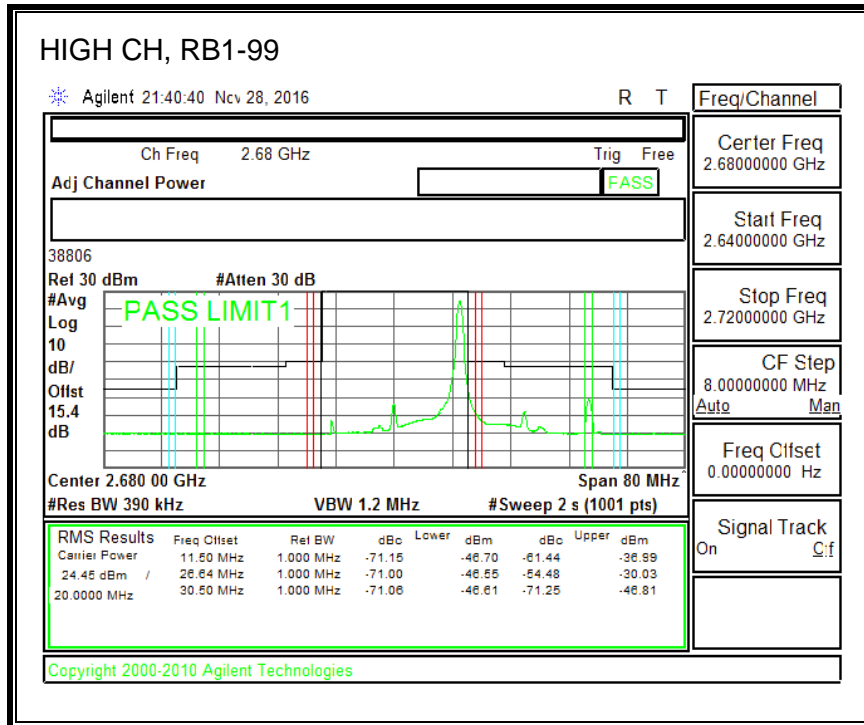 HIGH CH, RB1-99
Agilent 21:40:40 Nov 28, 2016 R T
Freq/Channel
Ch Freq 2.68 GHz Trig Free
Adj Channel Power PASS
Center Freq
2.68000000 GHz
Start Freq
2.64000000 GHz
Stop Freq
2.72000000 GHz
CF Step
8.00000000 MHz
Auto Man
Freq Offset
0.00000000 Hz
Signal Track
On Off
38806
Ref 30 dBm #Atten 30 dB
#Avg
Log
10
dB/
Offst
15.4
dB
PASS LIMIT1
Center 2.680 00 GHz Span 80 MHz
#Res BW 390 kHz VBW 1.2 MHz #Sweep 2 s (1001 pts)
RMS Results Freq Offset Ref BW dBc Lower dBm dBc Upper dBm
Carrier Power 11.50 MHz 1.000 MHz -71.15 -46.70 -61.44 -36.99
24.45 dBm / 26.64 MHz 1.000 MHz -71.00 -46.55 -54.48 -30.03
20.0000 MHz 30.50 MHz 1.000 MHz -71.06 -46.61 -71.25 -46.81
Copyright 2000-2010 Agilent Technologies